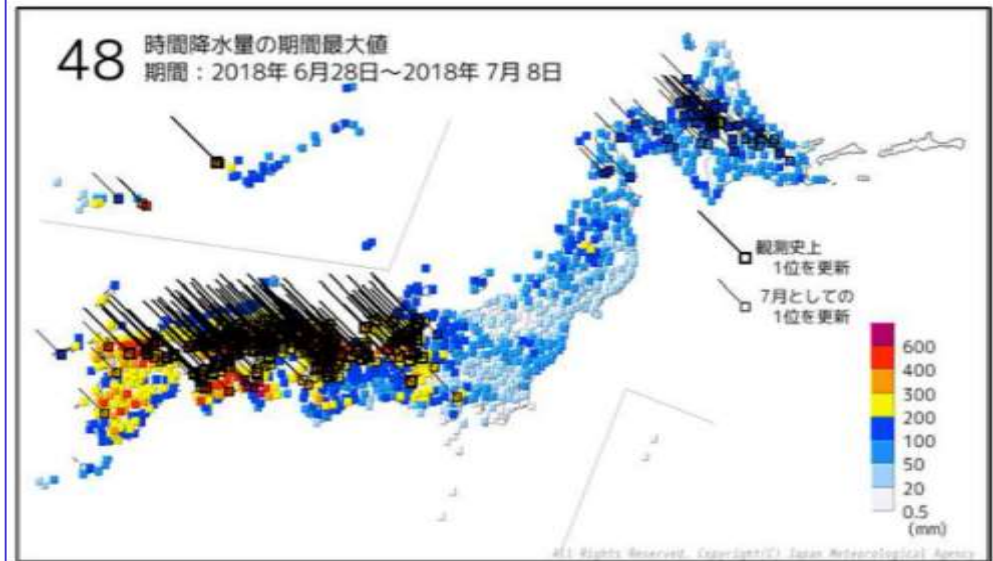 48 時間降水量の期間最大値
期間：2018年 6月28日～2018年 7月 8日
観測史上
1位を更新
7月としての
1位を更新
600
400
300
200
100
50
20
0.5
(mm)
All Rights Reserved, Copyright(C) Japan Meteorological Agency